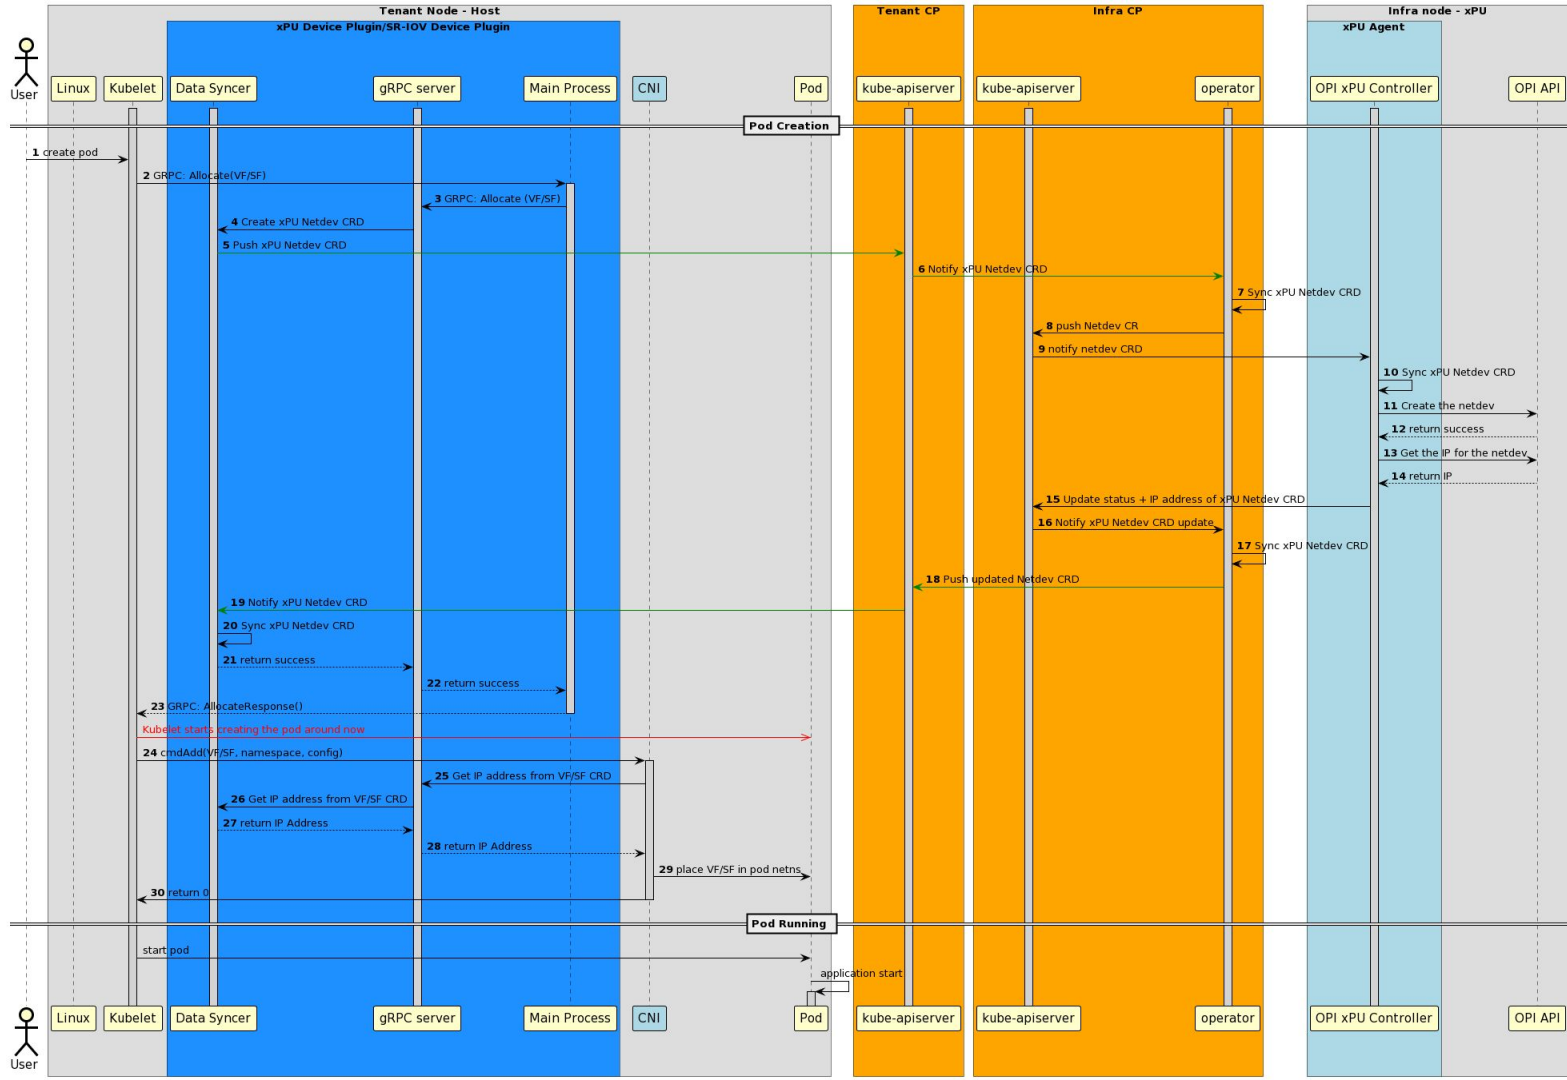 Tenant Node - Host
Tenant CP
Infra CP
Infra node - xPU
xPU Device Plugin/SR-IOV Device Plugin
xPU Agent
User
Linux
Kubelet
Data Syncer
gRPC server
Main Process
CNI
Pod
kube-apiserver
kube-apiserver
operator
OPI xPU Controller
OPI API
Pod Creation
1 create pod
2 GRPC: Allocate(VF/SF)
3 GRPC: Allocate (VF/SF)
4 Create xPU Netdev CRD
5 Push xPU Netdev CRD
6 Notify xPU Netdev CRD
7 Sync xPU Netdev CRD
8 push Netdev CR
9 notify netdev CRD
10 Sync xPU Netdev CRD
11 Create the netdev
12 return success
13 Get the IP for the netdev
14 return IP
15 Update status + IP address of xPU Netdev CRD
16 Notify xPU Netdev CRD update
17 Sync xPU Netdev CRD
18 Push updated Netdev CRD
19 Notify xPU Netdev CRD
20 Sync xPU Netdev CRD
21 return success
22 return success
23 GRPC: AllocateResponse()
Kubelet starts creating the pod around now
24 cmdAdd(VF/SF, namespace, config)
25 Get IP address from VF/SF CRD
26 Get IP address from VF/SF CRD
27 return IP Address
28 return IP Address
29 place VF/SF in pod netns
30 return 0
Pod Running
start pod
application start
User
Linux
Kubelet
Data Syncer
gRPC server
Main Process
CNI
Pod
kube-apiserver
kube-apiserver
operator
OPI xPU Controller
OPI API